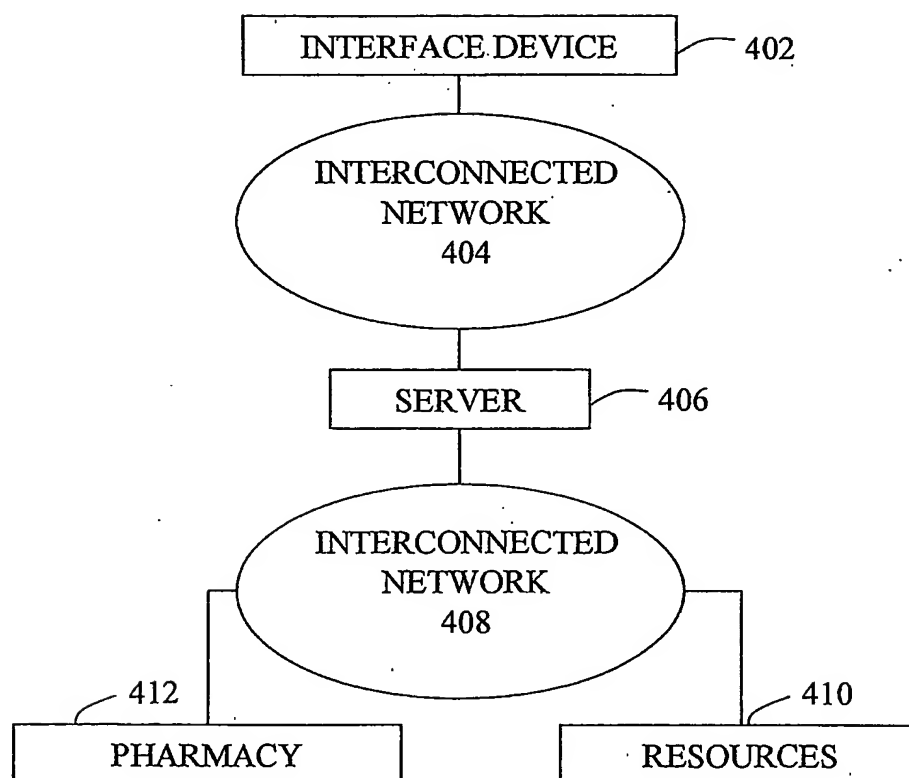 INTERFACE DEVICE
402
INTERCONNECTED
NETWORK
404
SERVER
406
INTERCONNECTED
NETWORK
408
412
410
PHARMACY
RESOURCES